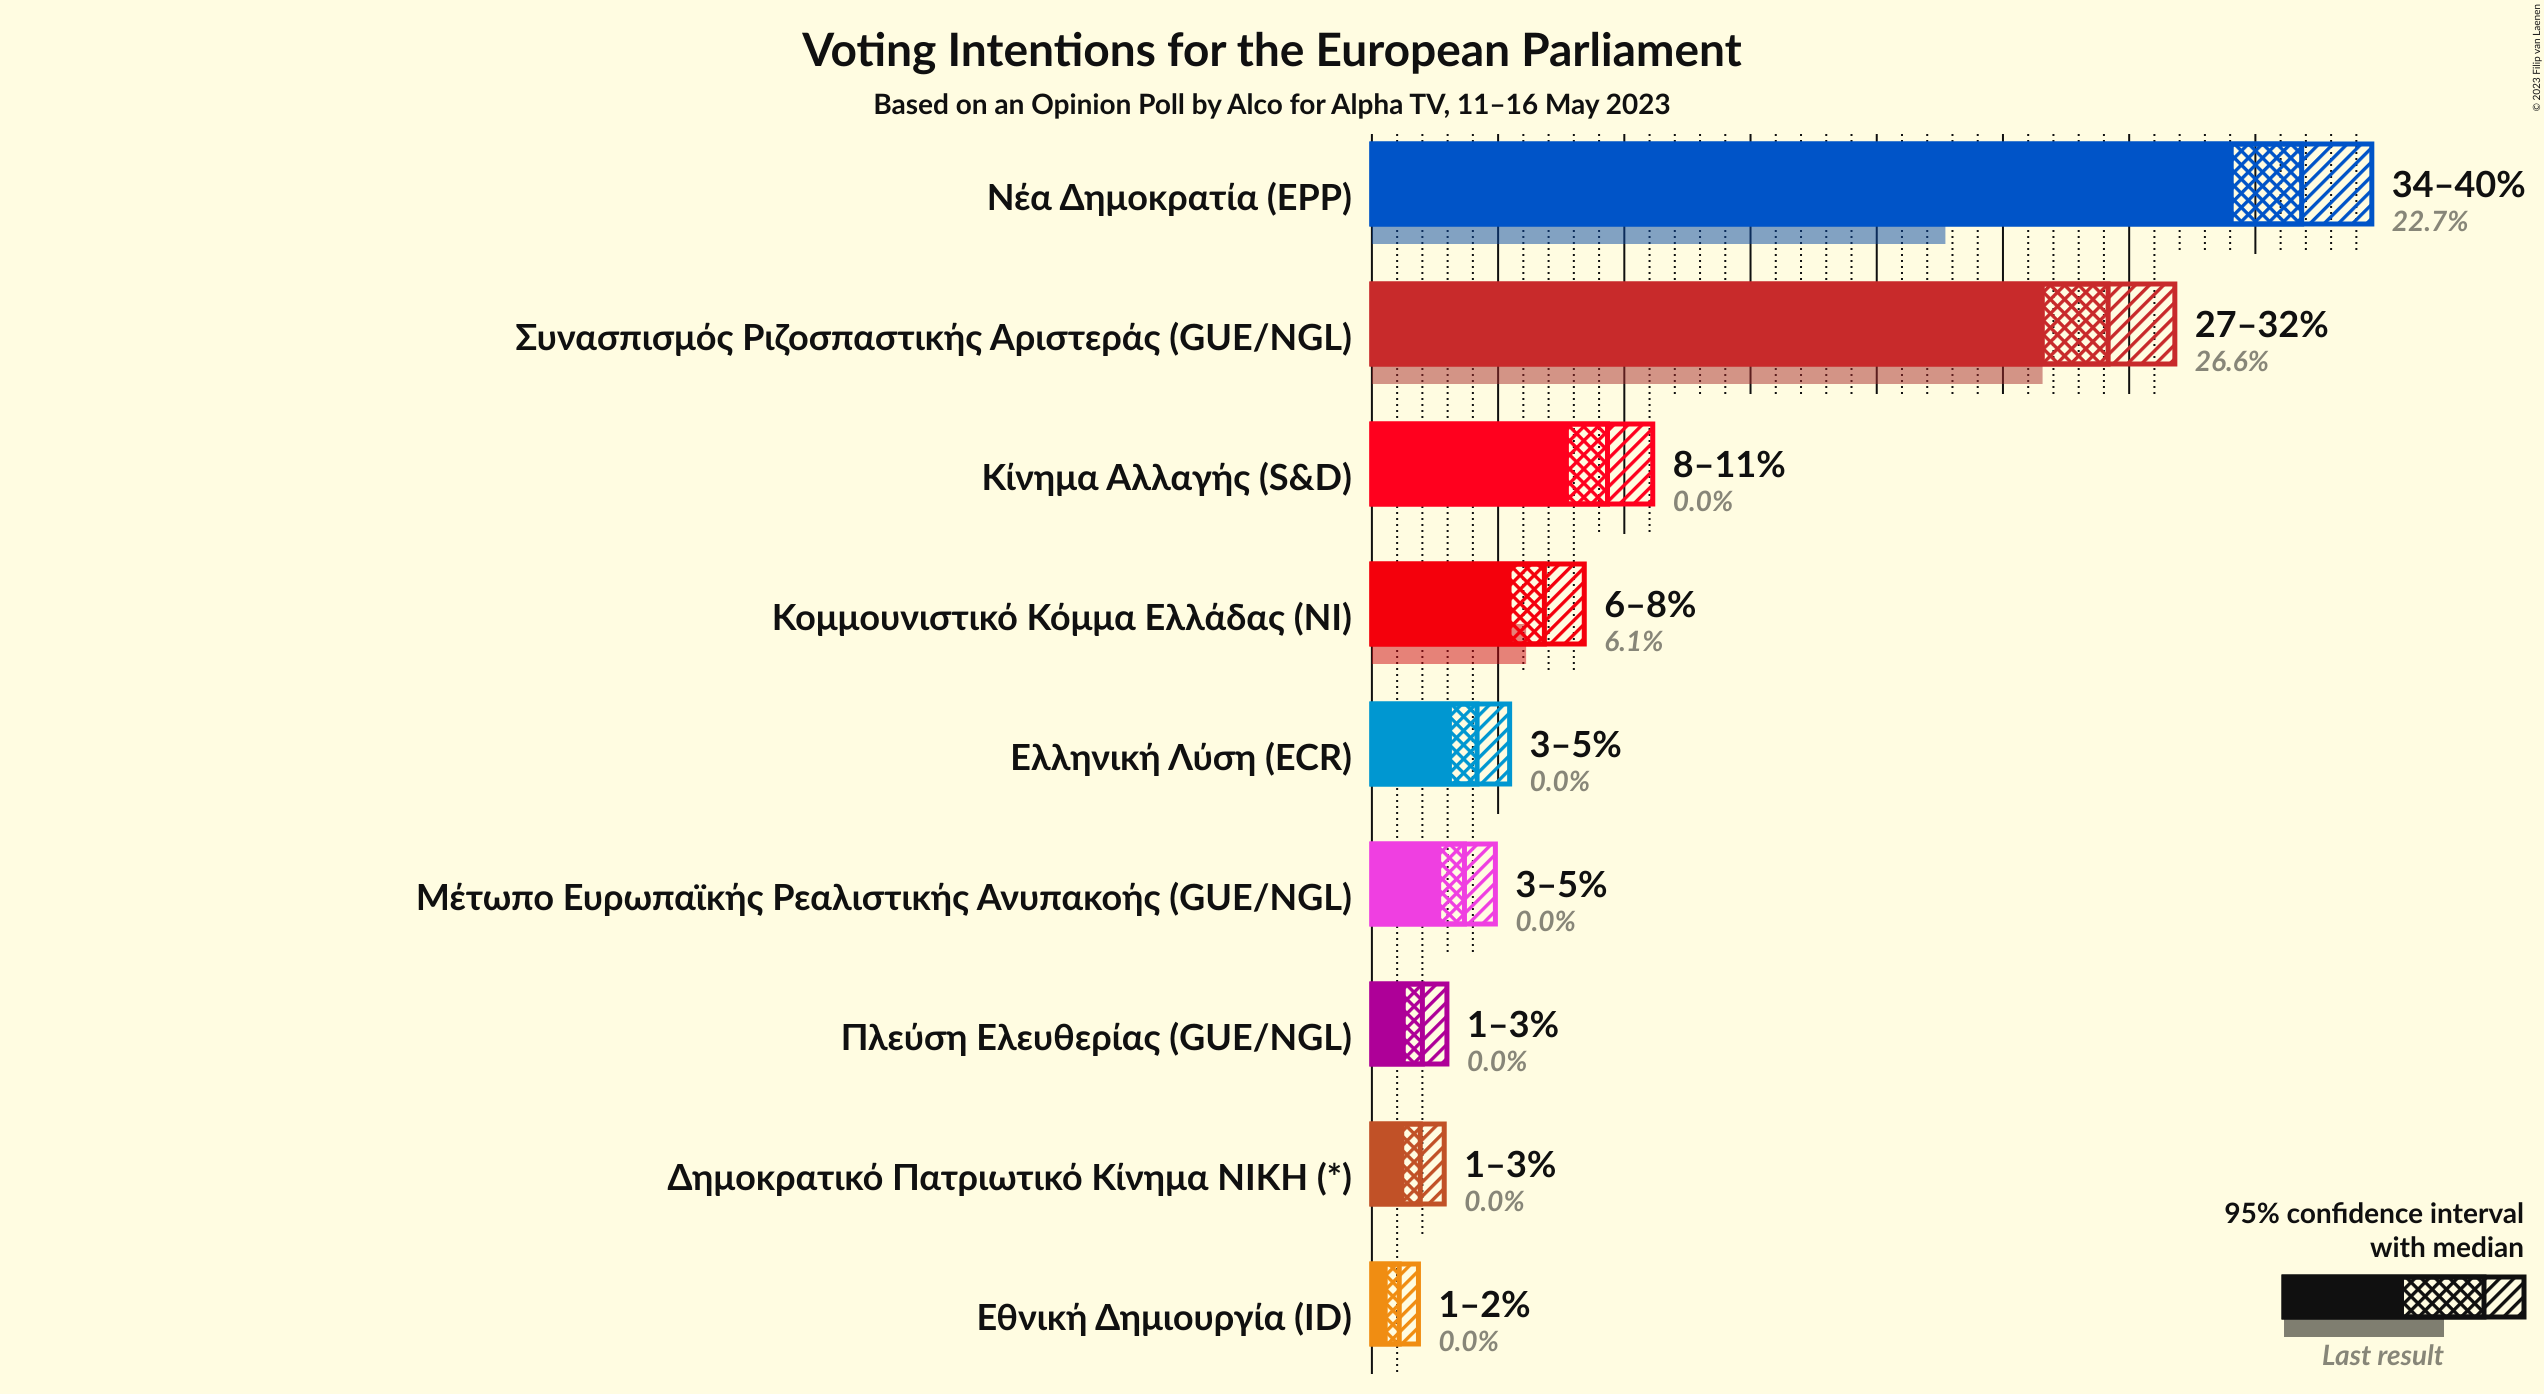 Voting Intentions for the European Parliament
Based on an Opinion Poll by Alco for Alpha TV, 11–16 May 2023
© 2023 Filip van Laenen
Νέα Δημοκρατία (EPP)
34–40%
22.7%
Συνασπισμός Ριζοσπαστικής Αριστεράς (GUE/NGL)
27–32%
26.6%
Κίνημα Αλλαγής (S&D)
8–11%
0.0%
Κομμουνιστικό Κόμμα Ελλάδας (NI)
6–8%
6.1%
Ελληνική Λύση (ECR)
3–5%
0.0%
Μέτωπο Ευρωπαϊκής Ρεαλιστικής Ανυπακοής (GUE/NGL)
3–5%
0.0%
Πλεύση Ελευθερίας (GUE/NGL)
1–3%
0.0%
Δημοκρατικό Πατριωτικό Κίνημα ΝΙΚΗ (*)
1–3%
0.0%
Εθνική Δημιουργία (ID)
1–2%
0.0%
95% confidence interval
with median
Last result